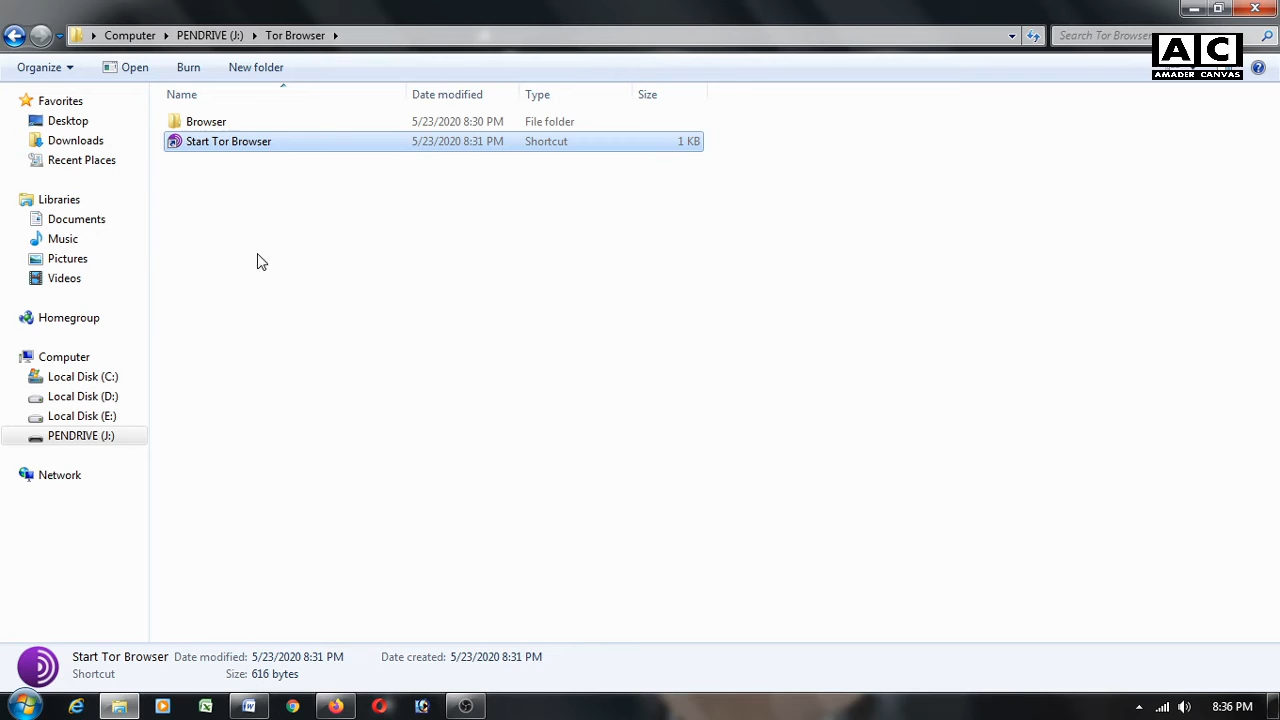 Computer PENDRIVE (J:) Tor Browser
Search Tor Browser
AC
AMADER CANVAS
Organize Open Burn New folder
Name Date modified Type Size
Browser 5/23/2020 8:30 PM File folder
Start Tor Browser 5/23/2020 8:31 PM Shortcut 1 KB
Favorites
Desktop
Downloads
Recent Places
Libraries
Documents
Music
Pictures
Videos
Homegroup
Computer
Local Disk (C:)
Local Disk (D:)
Local Disk (E:)
PENDRIVE (J:)
Network
Start Tor Browser Date modified: 5/23/2020 8:31 PM Date created: 5/23/2020 8:31 PM
Shortcut Size: 616 bytes
8:36 PM